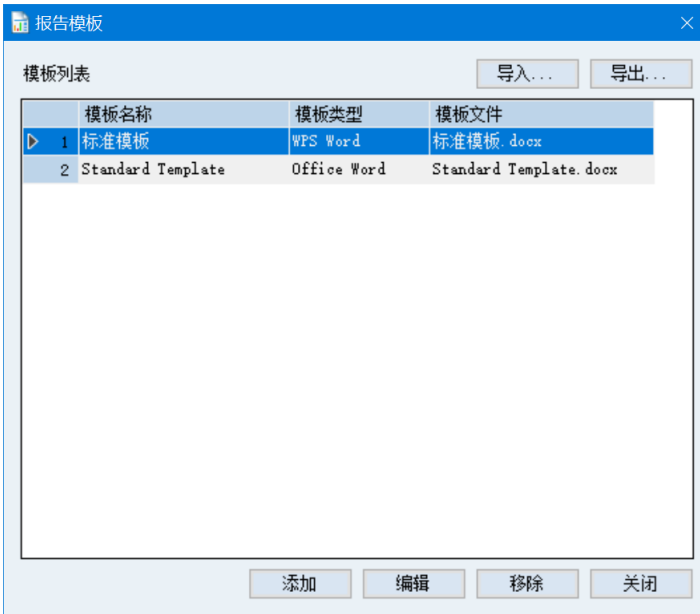 报告模板
模板列表 导入... 导出...
模板名称 模板类型 模板文件
1 标准模板 WPS Word 标准模板.docx
2 Standard Template Office Word Standard Template.docx
添加 编辑 移除 关闭